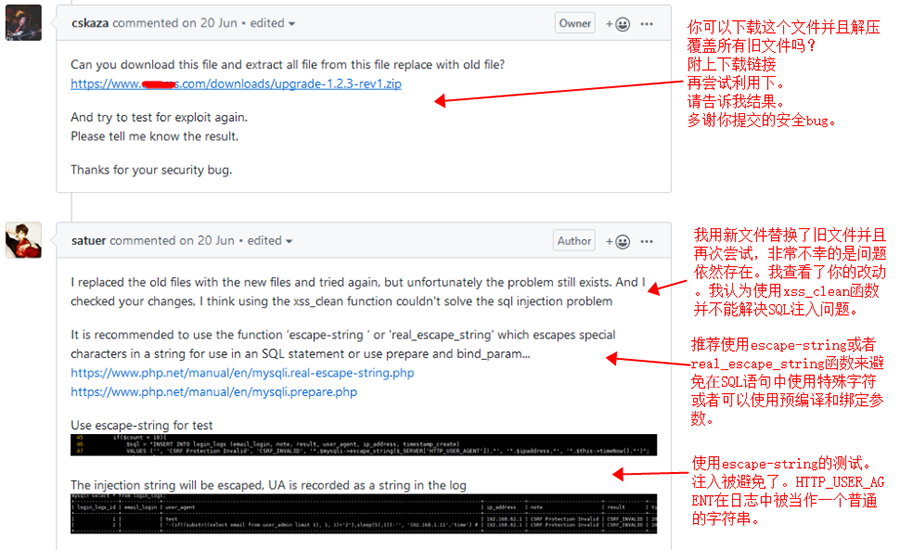 cskaza commented on 20 Jun • edited
Owner
Can you download this file and extract all file from this file replace with old file?
https://www. s.com/downloads/upgrade-1.2.3-rev1.zip
And try to test for exploit again.
Please tell me know the result.
Thanks for your security bug.
你可以下载这个文件并且解压
覆盖所有旧文件吗？
附上下载链接
再尝试利用下。
请告诉我结果。
多谢你提交的安全bug。
satuer commented on 20 Jun • edited
Author
I replaced the old files with the new files and tried again, but unfortunately the problem still exists. And I
checked your changes, I think using the xss_clean function couldn't solve the sql injection problem
It is recommended to use the function 'escape-string ' or 'real_escape_string' which escapes special
characters in a string for use in an SQL statement or use prepare and bind_param...
https://www.php.net/manual/en/mysqli.real-escape-string.php
https://www.php.net/manual/en/mysqli.prepare.php
Use escape-string for test
45 if($count < 10){
46 $sql = "INSERT INTO login_logs (email_login, note, result, user_agent, ip_address, timestamp_create)
47 VALUES ('', 'CSRF Protection Invalid', 'CSRF_INVALID', '".$mysqli->escape_string($_SERVER['HTTP_USER_AGENT'])."', '".$ipaddress."', '".$this->timeNow()."')";
The injection string will be escaped, UA is recorded as a string in the log
mysql> select * from login_logs;
| login_logs_id | email_login | user_agent | ip_address | note | result
| 1 | | test | 192.168.62.1 | CSRF Protection Invalid | CSRF_INVALID | 20
| 2 | | '-(if((substr((select email from user_admin limit 1), 1, 1)='2'),sleep(5),1))-'', '192.168.1.11','time') # | 192.168.62.1 | CSRF Protection Invalid | CSRF_INVALID | 20
我用新文件替换了旧文件并且
再次尝试，非常不幸的是问题
依然存在。我查看了你的改动
。我认为使用xss_clean函数
并不能解决SQL注入问题。
推荐使用escape-string或者
real_escape_string函数来避
免在SQL语句中使用特殊字符
或者可以使用预编译和绑定参
数。
使用escape-string的测试。
注入被避免了。HTTP_USER_AG
ENT在日志中被当作一个普通
的字符串。